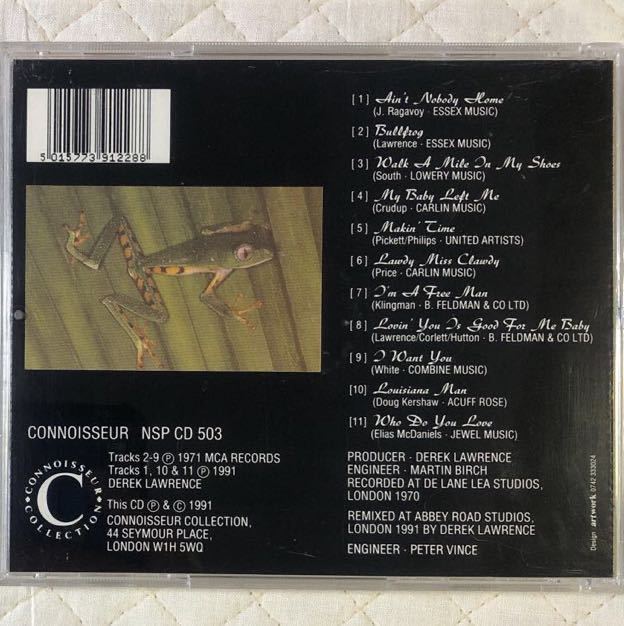 5 015773 912288
[1] Ain't Nobody Home
(J. Ragavoy · ESSEX MUSIC)
[2] Bullfrog
(Lawrence · ESSEX MUSIC)
[3] Walk A Mile In My Shoes
(South · LOWERY MUSIC)
[4] My Baby Left Me
(Crudup · CARLIN MUSIC)
[5] Makin' Time
(Pickett/Philips · UNITED ARTISTS)
[6] Lawdy Miss Clawdy
(Price · CARLIN MUSIC)
[7] I'm A Free Man
(Klingman · B. FELDMAN & CO LTD)
[8] Lovin' You Is Good For Me Baby
(Lawrence/Corlett/Hutton · B. FELDMAN & CO LTD)
[9] I Want You
(White · COMBINE MUSIC)
[10] Louisiana Man
(Doug Kershaw · ACUFF ROSE)
[11] Who Do You Love
(Elias McDaniels · JEWEL MUSIC)
PRODUCER · DEREK LAWRENCE
ENGINEER · MARTIN BIRCH
RECORDED AT DE LANE LEA STUDIOS,
LONDON 1970
REMIXED AT ABBEY ROAD STUDIOS,
LONDON 1991 BY DEREK LAWRENCE
ENGINEER · PETER VINCE
CONNOISSEUR NSP CD 503
Tracks 2-9 ℗ 1971 MCA RECORDS
Tracks 1, 10 & 11 ℗ 1991
DEREK LAWRENCE
This CD ℗ & © 1991
CONNOISSEUR COLLECTION,
44 SEYMOUR PLACE,
LONDON W1H 5WQ
CONNOISSEUR
C
COLLECTION
Design artwork 0742 333024